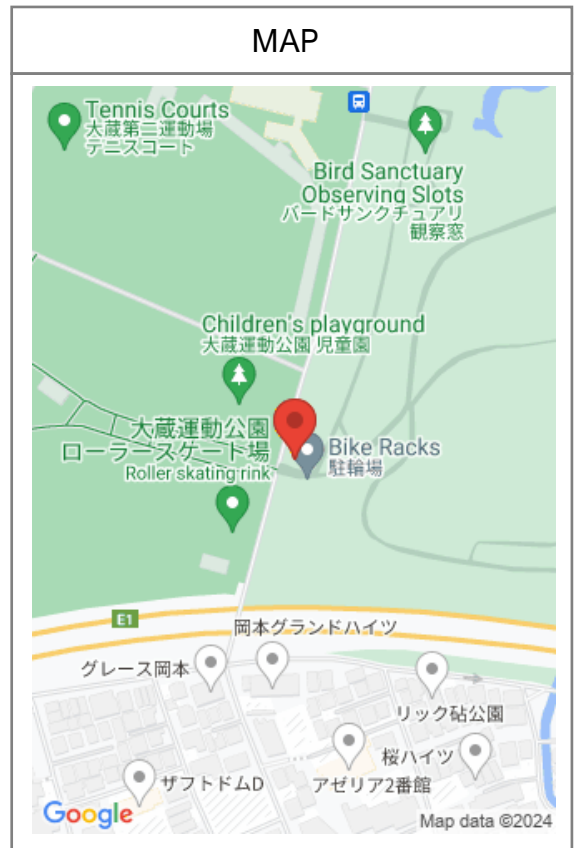 MAP
Tennis Courts
大蔵第二運動場
テニスコート
Bird Sanctuary
Observing Slots
バードサンクチュアリ
観察窓
Children's playground
大蔵運動公園 児童園
大蔵運動公園
ローラースケート場
Roller skating rink
Bike Racks
駐輪場
E1
岡本グランドハイツ
グレース岡本
リック砧公園
桜ハイツ
アゼリア2番館
ザフトドムD
Google
Map data ©2024